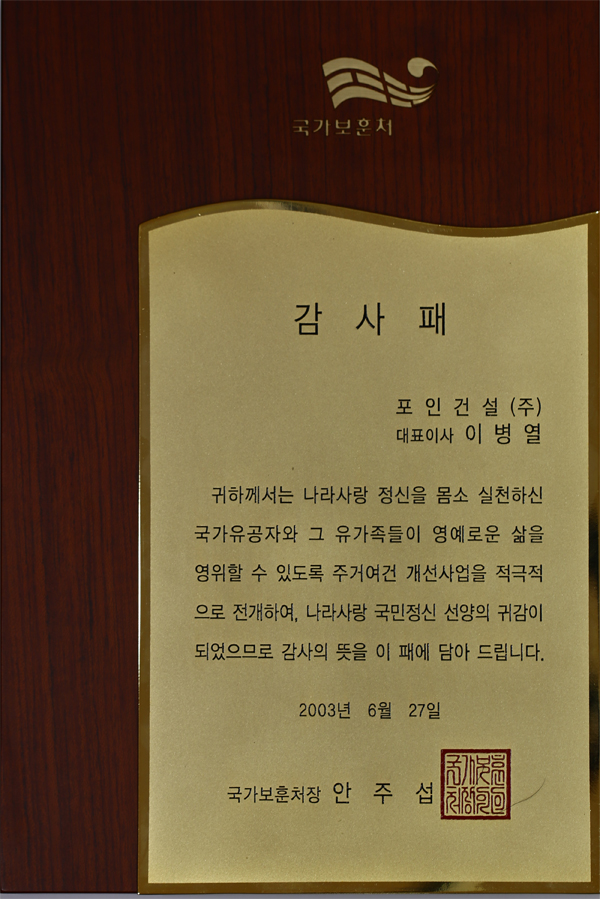 국가보훈처
감 사 패
포 인 건 설 (주)
대표이사 이 병 열
귀하께서는 나라사랑 정신을 몸소 실천하신
국가유공자와 그 유가족들이 영예로운 삶을
영위할 수 있도록 주거여건 개선사업을 적극적
으로 전개하여, 나라사랑 국민정신 선양의 귀감이
되었으므로 감사의 뜻을 이 패에 담아 드립니다.
2003년 6월 27일
국가보훈처장 안 주 섭